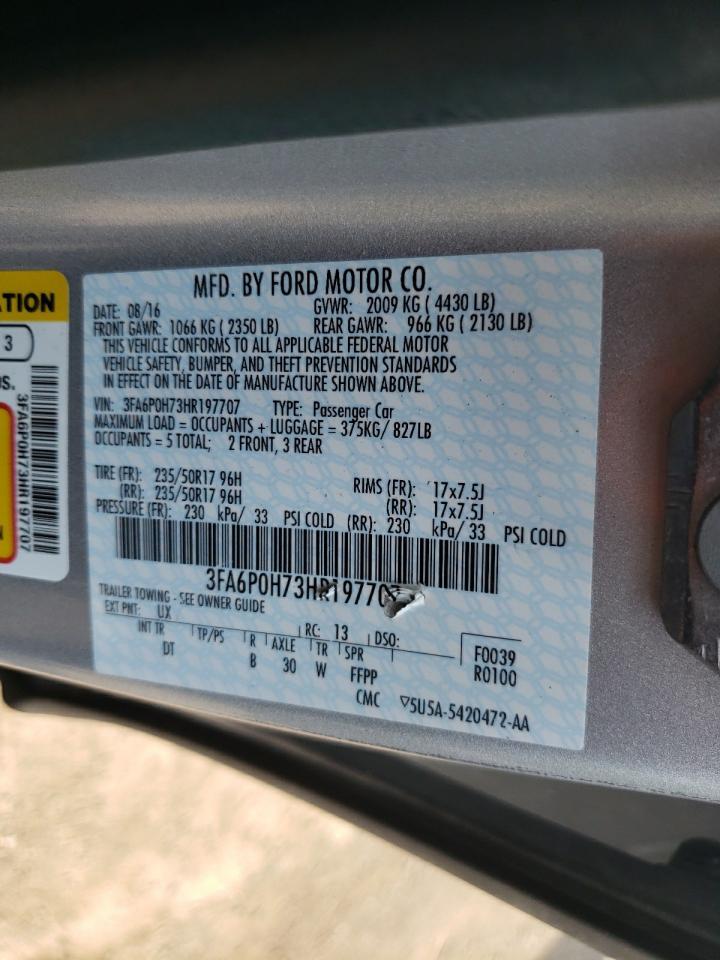 MFD. BY FORD MOTOR CO.
DATE: 08/16 GVWR: 2009 KG ( 4430 LB)
FRONT GAWR: 1066 KG ( 2350 LB) REAR GAWR: 966 KG ( 2130 LB)
THIS VEHICLE CONFORMS TO ALL APPLICABLE FEDERAL MOTOR
VEHICLE SAFETY, BUMPER, AND THEFT PREVENTION STANDARDS
IN EFFECT ON THE DATE OF MANUFACTURE SHOWN ABOVE.
VIN: 3FA6P0H73HR197707 TYPE: Passenger Car
MAXIMUM LOAD = OCCUPANTS + LUGGAGE = 375KG/ 827LB
OCCUPANTS = 5 TOTAL; 2 FRONT, 3 REAR
TIRE (FR): 235/50R17 96H RIMS (FR): 17x7.5J
(RR): 235/50R17 96H (RR): 17x7.5J
PRESSURE (FR): 230 kPa/ 33 PSI COLD (RR): 230 kPa/ 33 PSI COLD
3FA6P0H73HR197707
TRAILER TOWING - SEE OWNER GUIDE
EXT PNT: UX RC: 13 DSO:
INT TR TP/PS R AXLE TR SPR F0039
DT B 30 W FFPP R0100
CMC ▽5U5A-5420472-AA
ATION
3
US.
3FA6P0H73HR197707
N